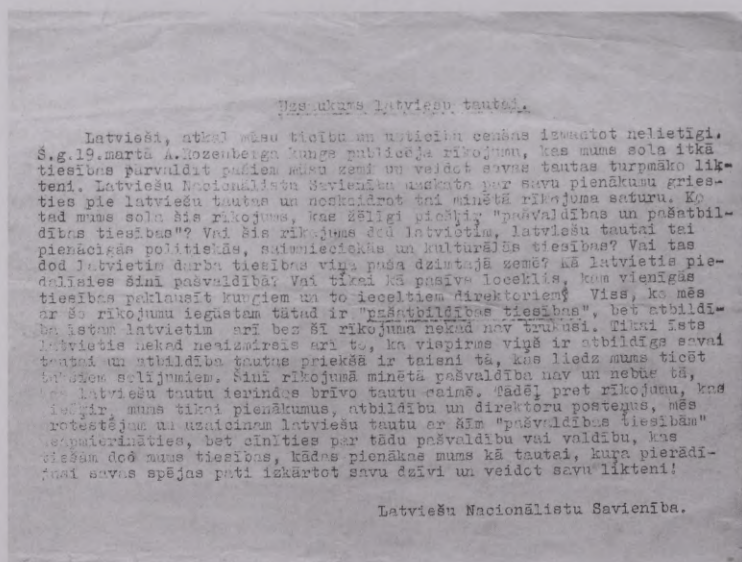 Uzsaukums latviešu tautai.
Latvieši, atkal mūsu ticību un uzticību cenšas izmantot nelietīgi.
Š.g.19.martā A.Rozenberga kungs publicēja rīkojumu, kas mums sola itkā
tiesības pārvaldīt pašiem mūsu zemi un veidot savas tautas turpmāko lik-
teni. Latviešu Nacionālistu Savienība uzskata par savu pienākumu gries-
ties pie latviešu tautas un noskaidrot tai minētā rīkojuma saturu. Ko
tad mums sola šis rīkojums, kas žēlīgi piešķir "pašvaldības un pašatbil-
dības tiesības"? Vai šis rīkojums dod latvietim, latviešu tautai tai
pienācīgās politiskās, saimnieciskās un kulturālās tiesības? Vai tas
dod latvietim darba tiesības viņa paša dzimtajā zemē? Kā latvietis pie-
dalīsies šinī pašvaldībā? Vai tikai kā pasīvs loceklis, kam vienīgās
tiesības paklausīt kungiem un to ieceltiem direktoriem? Viss, ko mēs
ar šo rīkojumu iegūstam tātad ir "pašatbildības tiesības", bet atbildī-
ba īstam latvietim arī bez šī rīkojuma nekad nav trūkusi. Tikai īsts
latvietis nekad neaizmirsīs arī to, ka vispirms viņš ir atbildīgs savai
tautai un atbildība tautas priekšā ir taisni tā, kas liedz mums ticēt
tādiem solījumiem. Šinī rīkojumā minētā pašvaldība nav un nebūs tā,
kas latviešu tautu ierindos brīvo tautu saimē. Tādēļ pret rīkojumu, kas
piešķir, mums tikai pienākumus, atbildību un direktoru posteņus, mēs
protestējam un uzaicinam latviešu tautu ar šīm "pašvaldības tiesībām"
neapmierināties, bet cīnīties par tādu pašvaldību vai valdību, kas
tiešām dod mums tiesības, kādas pienākas mums kā tautai, kura pierādī-
jusi savas spējas pati izkārtot savu dzīvi un veidot savu likteni!
Latviešu Nacionālistu Savienība.